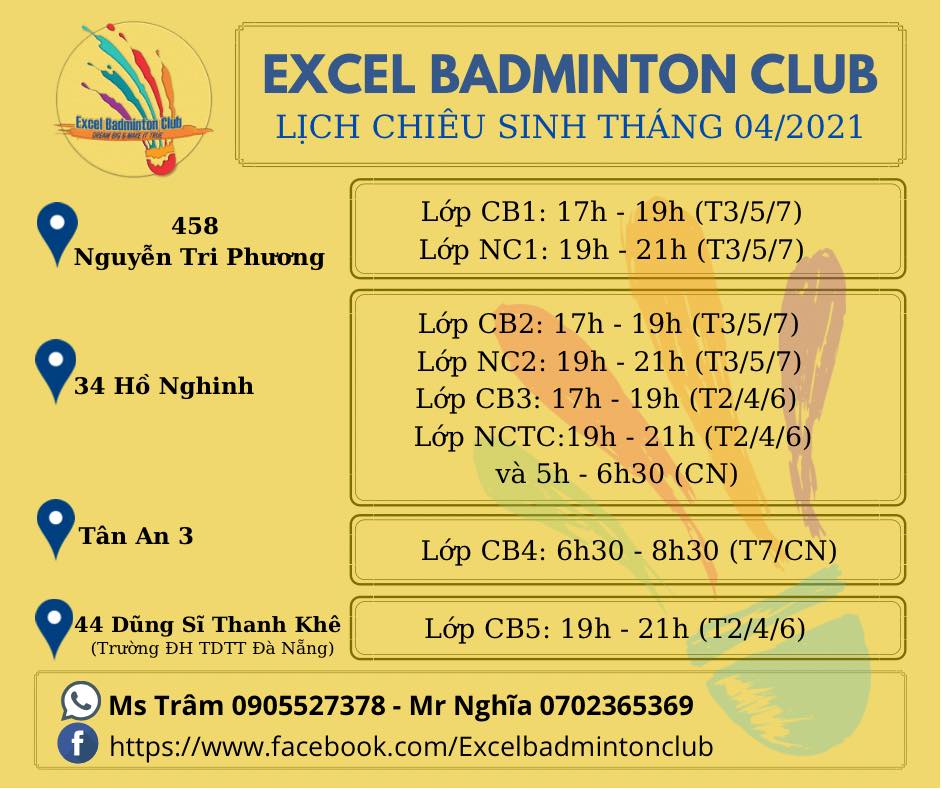 Excel Badminton Club
DREAM BIG & MAKE IT TRUE
EXCEL BADMINTON CLUB
LỊCH CHIÊU SINH THÁNG 04/2021
458
Nguyễn Tri Phương
Lớp CB1: 17h - 19h (T3/5/7)
Lớp NC1: 19h - 21h (T3/5/7)
34 Hồ Nghinh
Lớp CB2: 17h - 19h (T3/5/7)
Lớp NC2: 19h - 21h (T3/5/7)
Lớp CB3: 17h - 19h (T2/4/6)
Lớp NCTC:19h - 21h (T2/4/6)
và 5h - 6h30 (CN)
Tân An 3
Lớp CB4: 6h30 - 8h30 (T7/CN)
44 Dũng Sĩ Thanh Khê
(Trường ĐH TDTT Đà Nẵng)
Lớp CB5: 19h - 21h (T2/4/6)
Ms Trâm 0905527378 - Mr Nghĩa 0702365369
https://www.facebook.com/Excelbadmintonclub